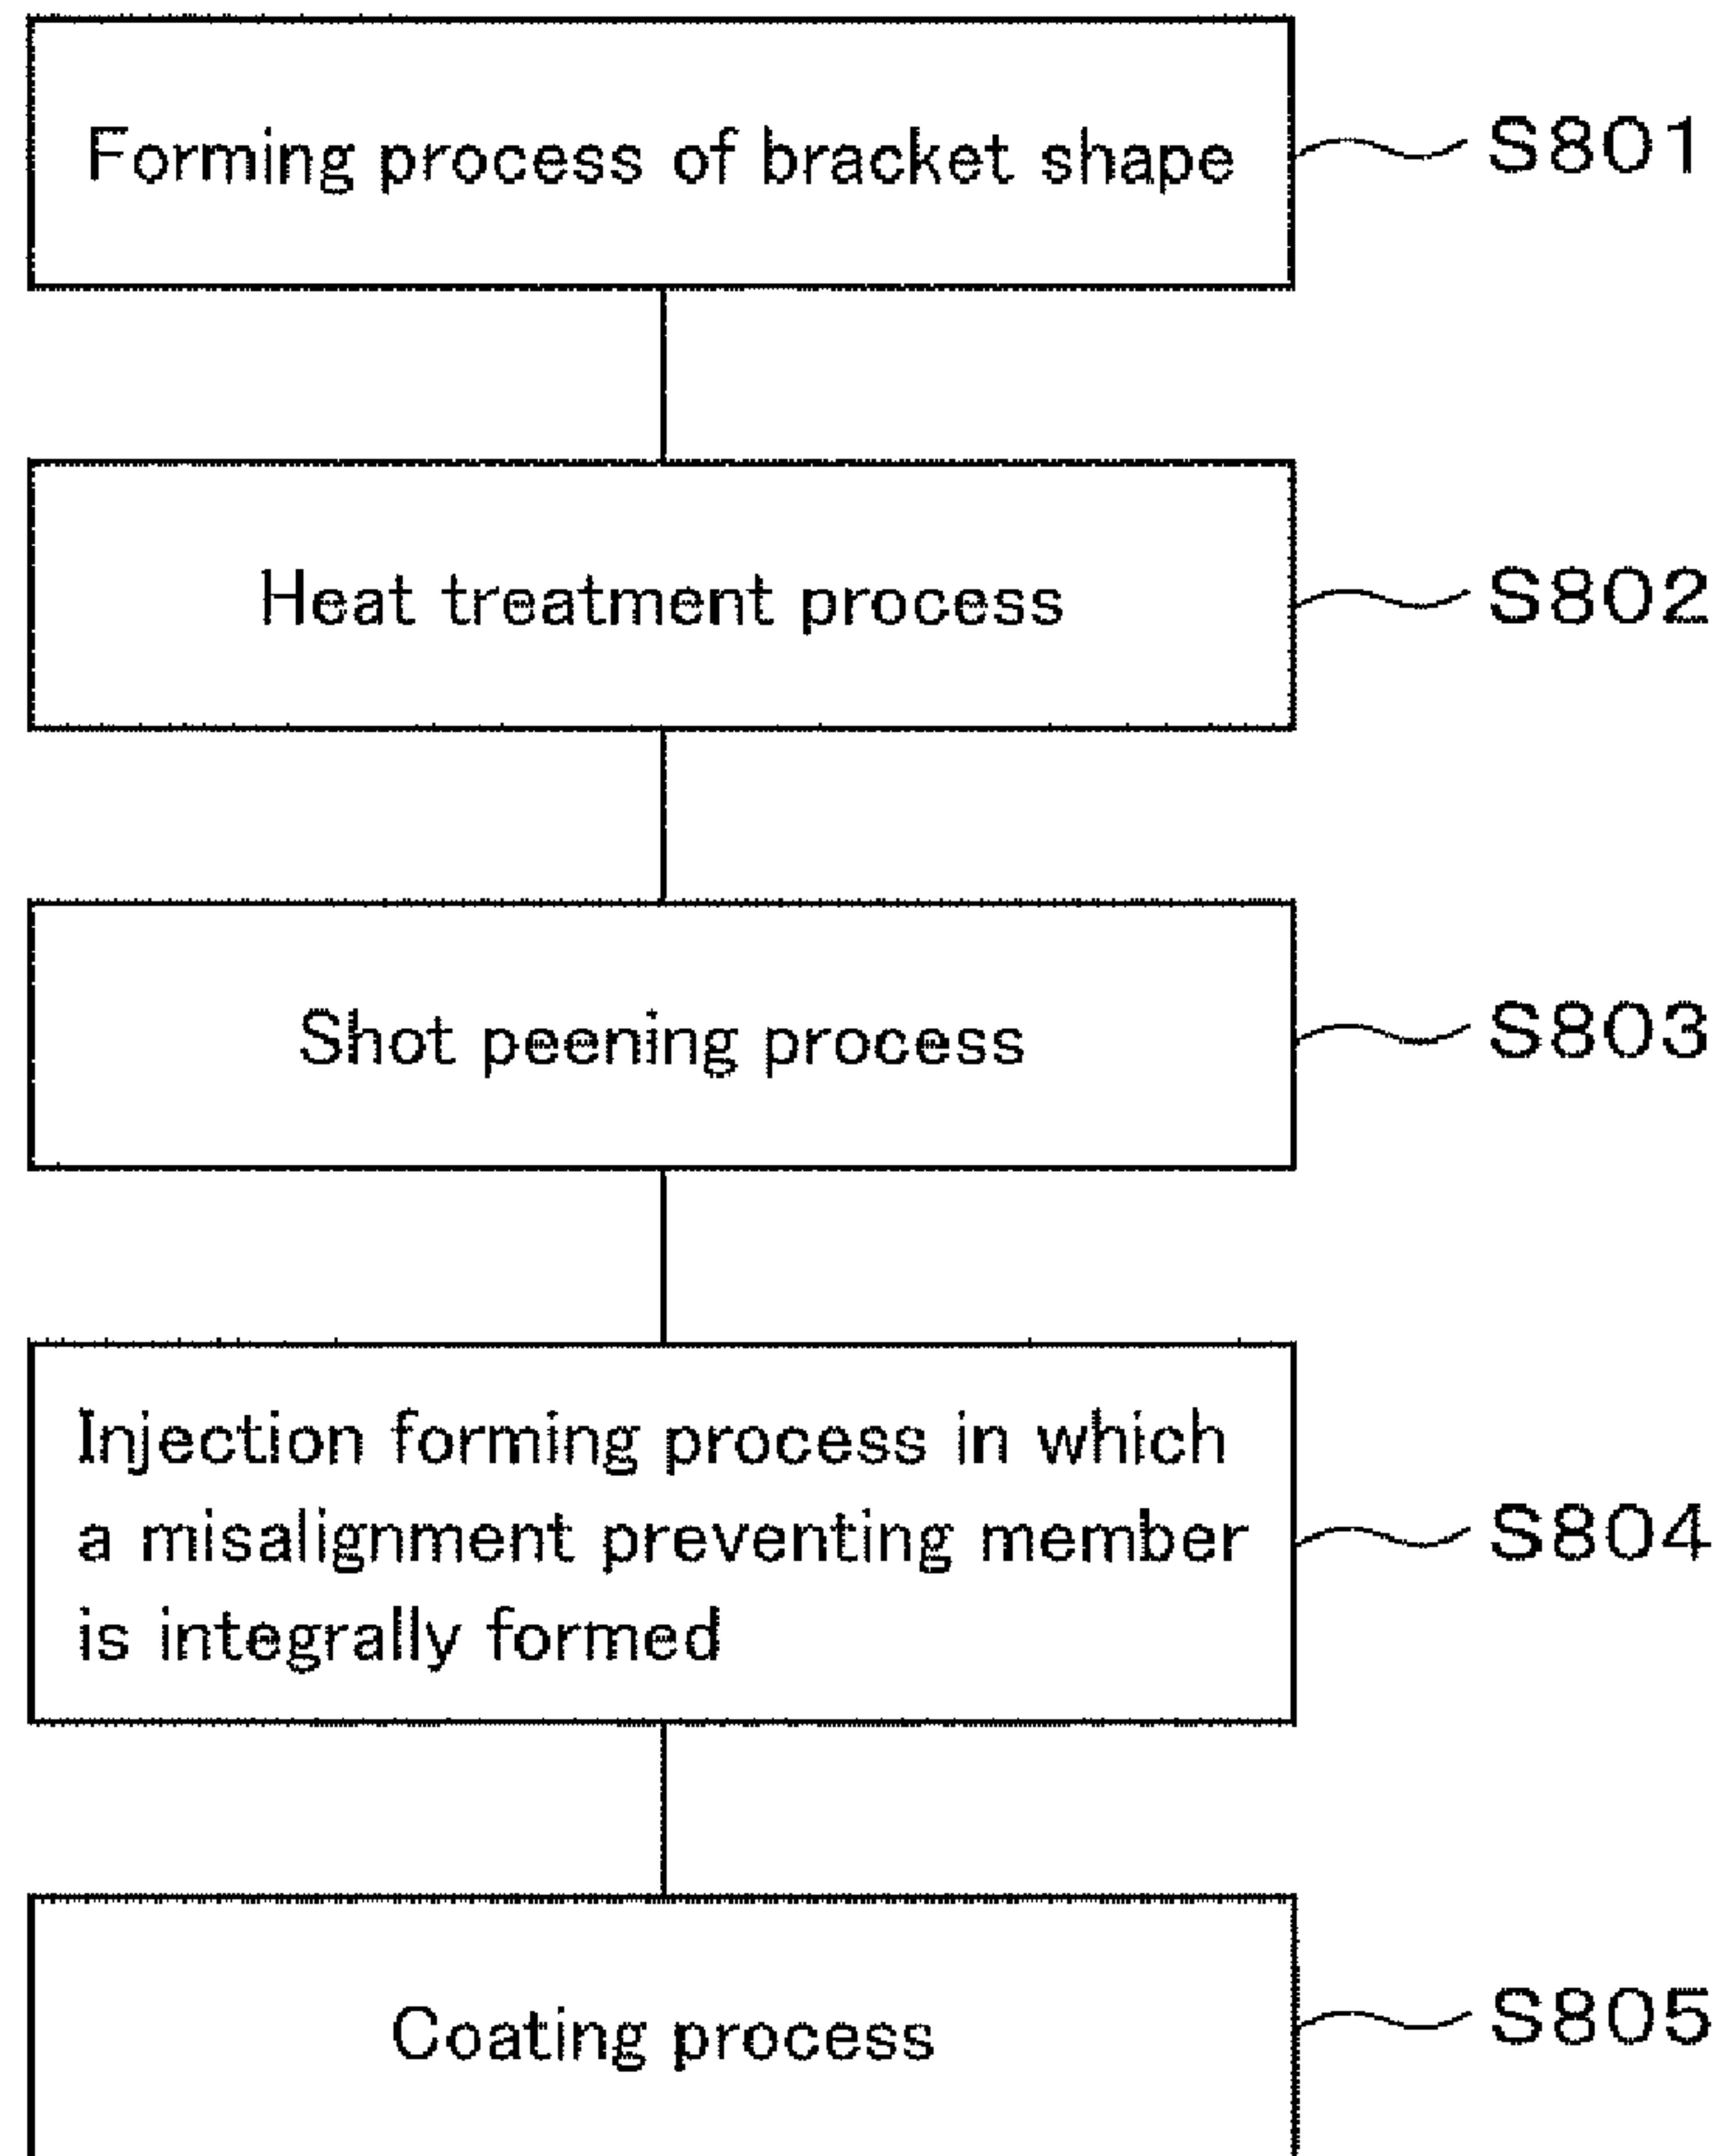 Forming process of bracket shape
S801
Heat treatment process
S802
Shot peening process
S803
Injection forming process in which
a misalignment preventing member
is integrally formed
S804
Coating process
S805